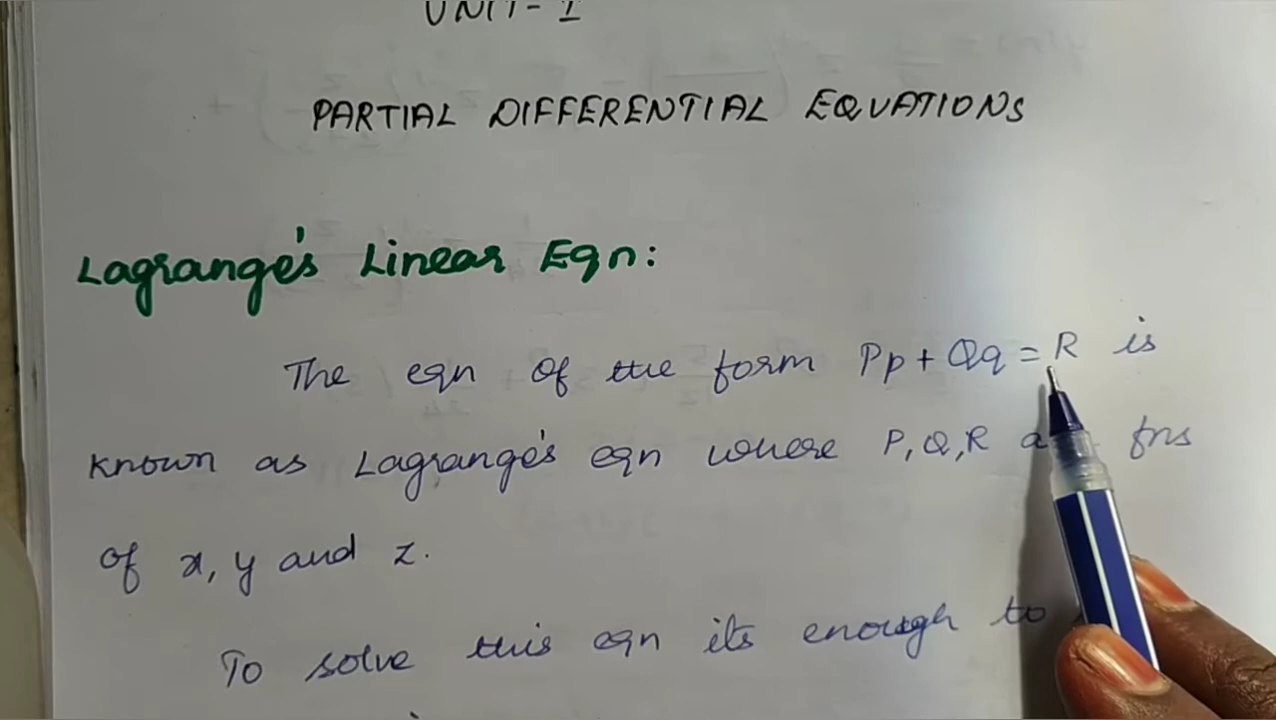 UNIT- I
PARTIAL DIFFERENTIAL EQUATIONS
Lagrange's Linear Eqn:
The eqn of the form Pp + Qq = R is
known as Lagrange's eqn where P, Q, R fns
of x, y and z.
To solve this eqn its enough to